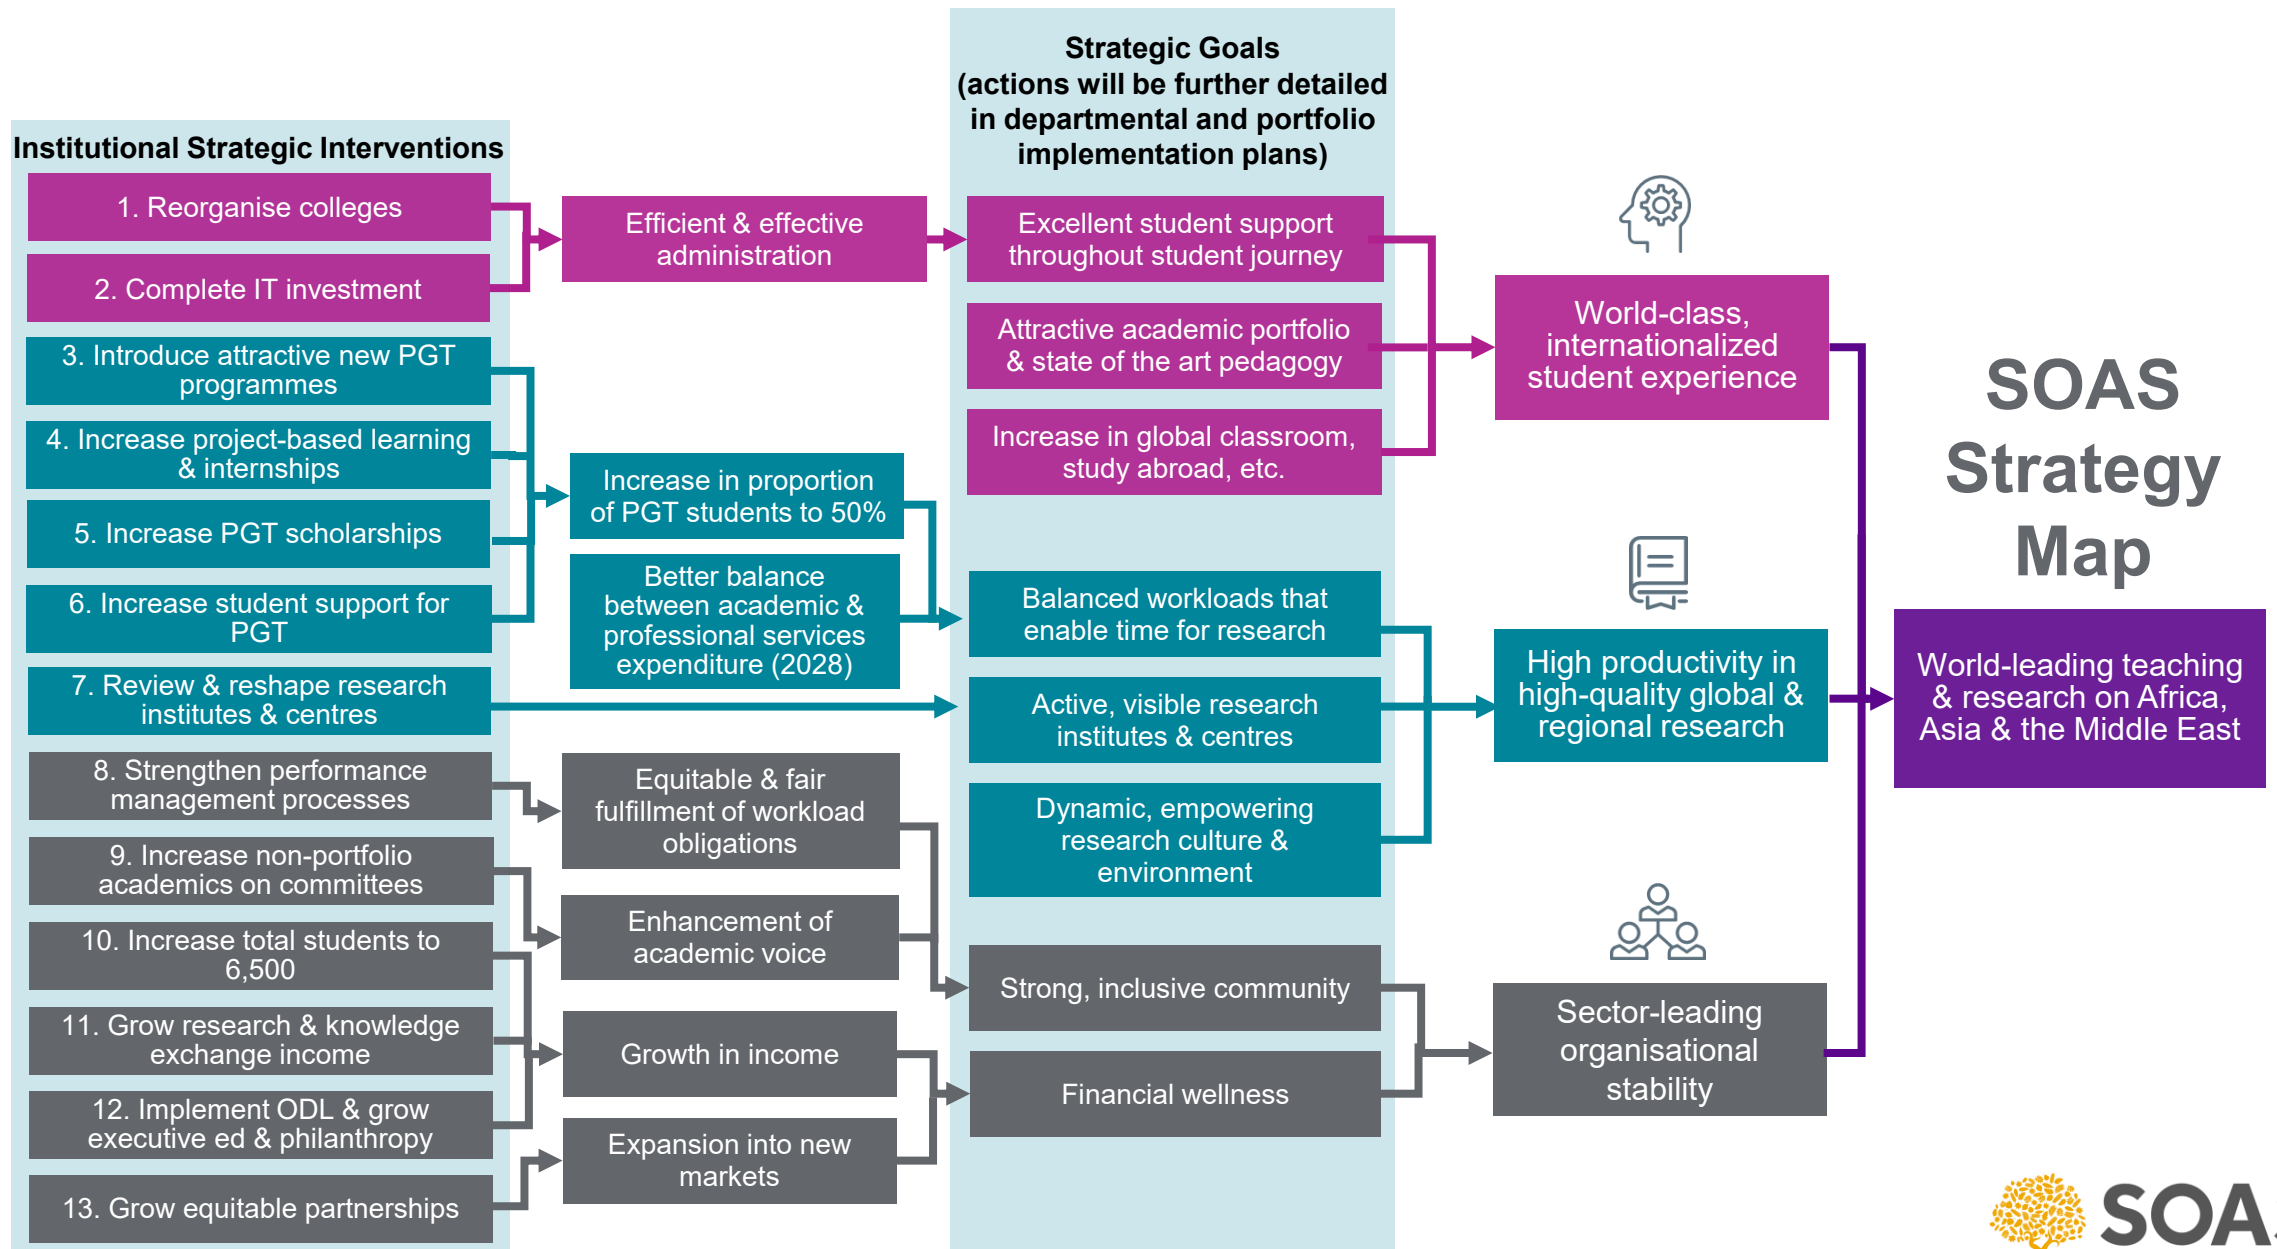 Strategic Goals
(actions will be further detailed
in departmental and portfolio
implementation plans)
Institutional Strategic Interventions
1. Reorganise colleges
2. Complete IT investment
3. Introduce attractive new PGT
programmes
4. Increase project-based learning
& internships
5. Increase PGT scholarships
6. Increase student support for
PGT
7. Review & reshape research
institutes & centres
8. Strengthen performance
management processes
9. Increase non-portfolio
academics on committees
10. Increase total students to
6,500
11. Grow research & knowledge
exchange income
12. Implement ODL & grow
executive ed & philanthropy
13. Grow equitable partnerships
Efficient & effective
administration
Increase in proportion
of PGT students to 50%
Better balance
between academic &
professional services
expenditure (2028)
Equitable & fair
fulfillment of workload
obligations
Enhancement of
academic voice
Growth in income
Expansion into new
markets
Excellent student support
throughout student journey
Attractive academic portfolio
& state of the art pedagogy
Increase in global classroom,
study abroad, etc.
Balanced workloads that
enable time for research
Active, visible research
institutes & centres
Dynamic, empowering
research culture &
environment
Strong, inclusive community
Financial wellness
World-class,
internationalized
student experience
High productivity in
high-quality global &
regional research
Sector-leading
organisational
stability
SOAS
Strategy
Map
World-leading teaching
& research on Africa,
Asia & the Middle East
SOAS